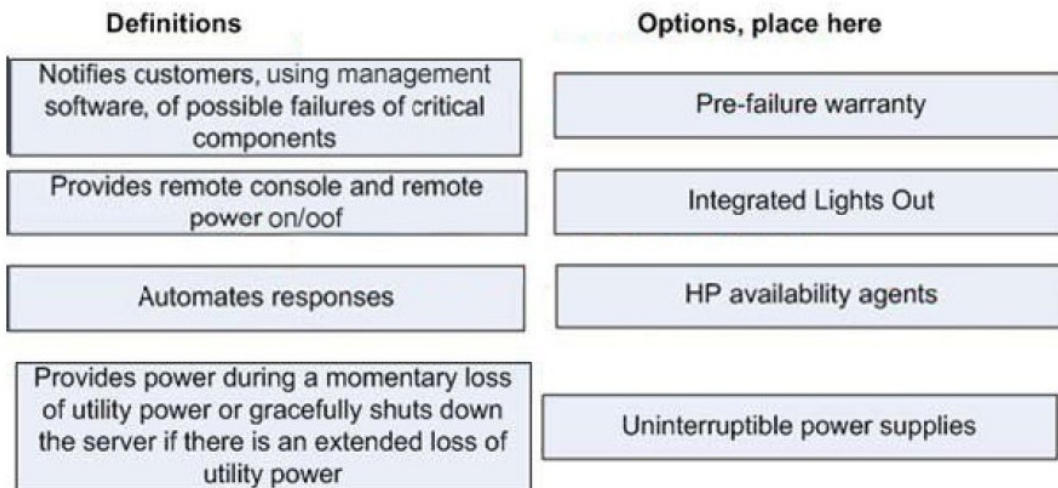 Definitions
Options, place here
Notifies customers, using management
software, of possible failures of critical
components
Pre-failure warranty
Provides remote console and remote
power on/oof
Integrated Lights Out
Automates responses
HP availability agents
Provides power during a momentary loss
of utility power or gracefully shuts down
the server if there is an extended loss of
utility power
Uninterruptible power supplies